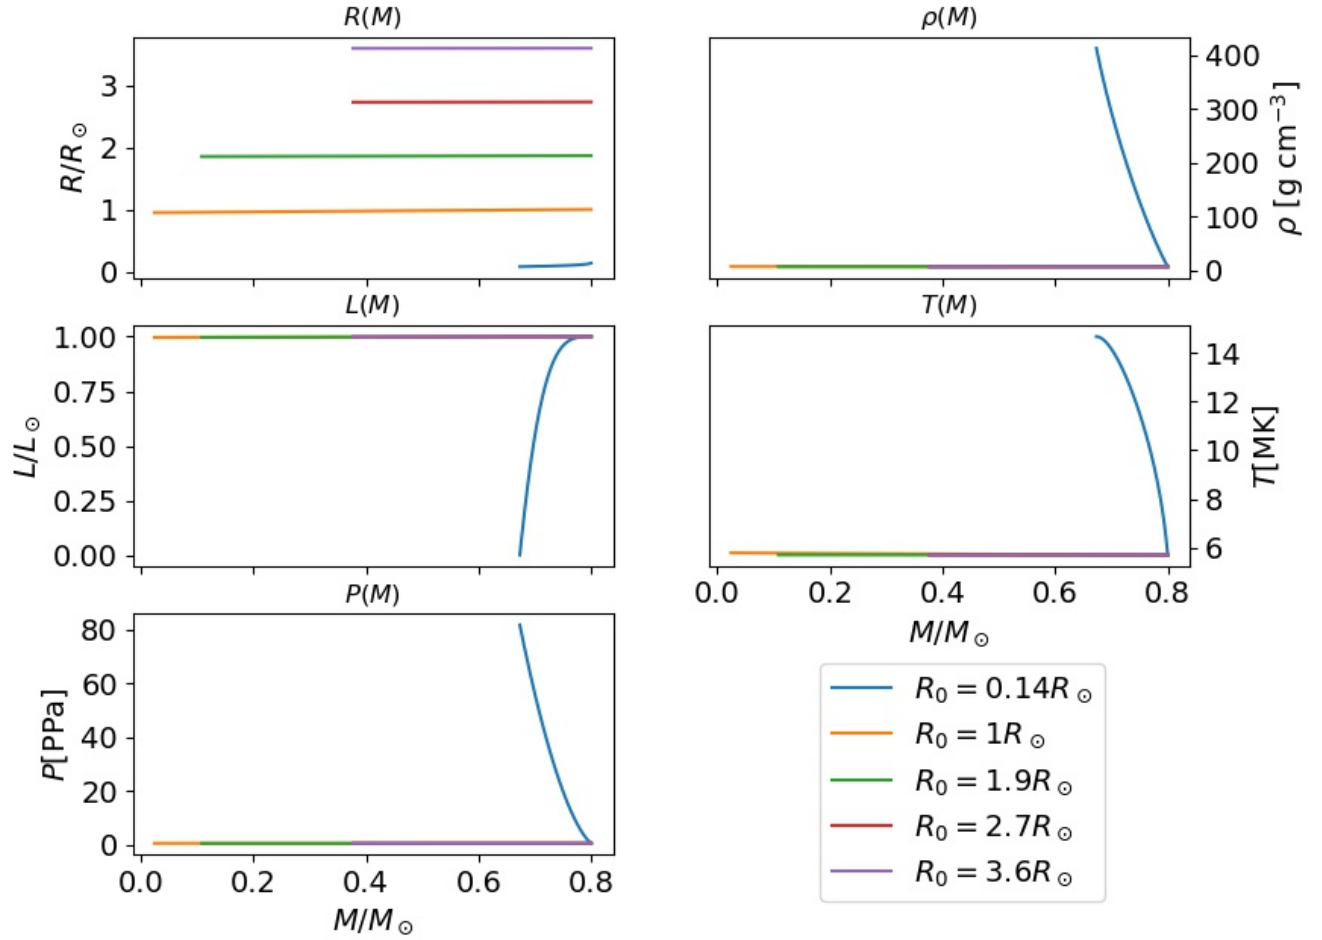 R(M)
3
2
1
0
R/R⊙
ρ(M)
400
300
200
100
0
ρ [g cm⁻³]
L(M)
1.00
0.75
0.50
0.25
0.00
L/L⊙
T(M)
14
12
10
8
6
T[MK]
0.0 0.2 0.4 0.6 0.8
M/M⊙
P(M)
80
60
40
20
0
P[PPa]
0.0 0.2 0.4 0.6 0.8
M/M⊙
R₀ = 0.14R⊙
R₀ = 1R⊙
R₀ = 1.9R⊙
R₀ = 2.7R⊙
R₀ = 3.6R⊙